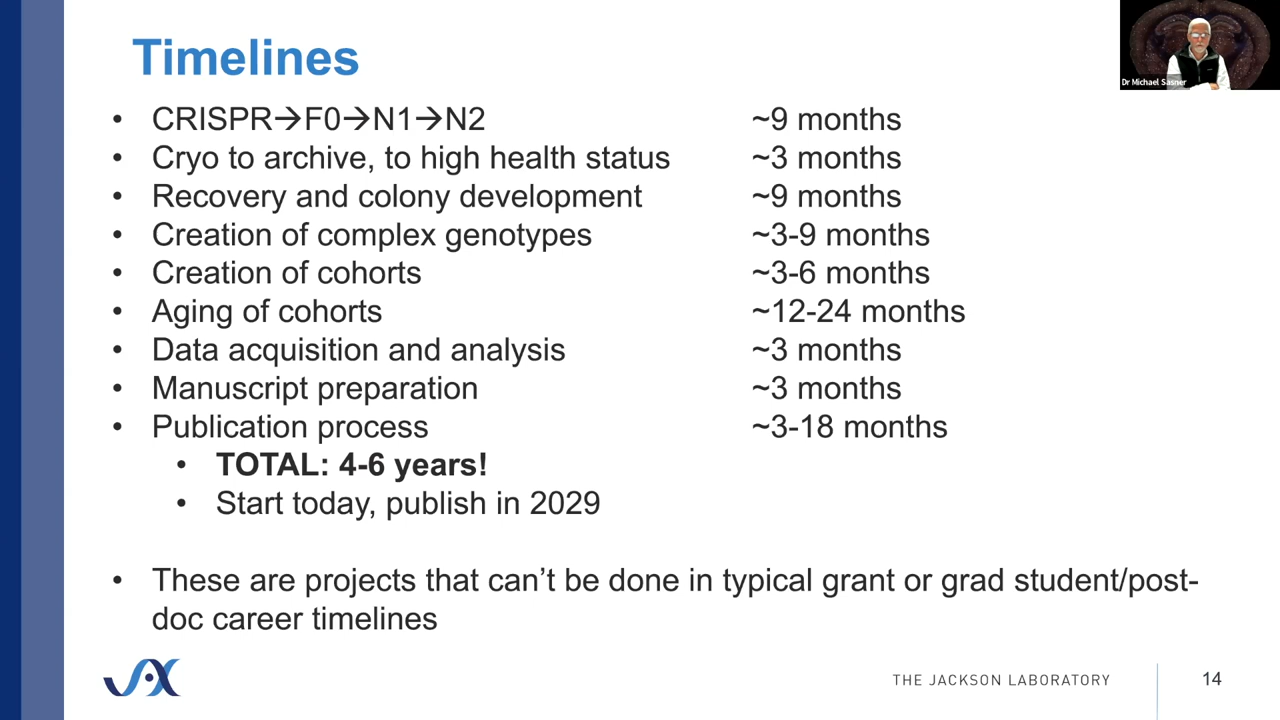 Timelines
Dr Michael Sasner
• CRISPR→F0→N1→N2 ~9 months
• Cryo to archive, to high health status ~3 months
• Recovery and colony development ~9 months
• Creation of complex genotypes ~3-9 months
• Creation of cohorts ~3-6 months
• Aging of cohorts ~12-24 months
• Data acquisition and analysis ~3 months
• Manuscript preparation ~3 months
• Publication process ~3-18 months
• TOTAL: 4-6 years!
• Start today, publish in 2029
• These are projects that can’t be done in typical grant or grad student/post-
doc career timelines
JAX
THE JACKSON LABORATORY
14